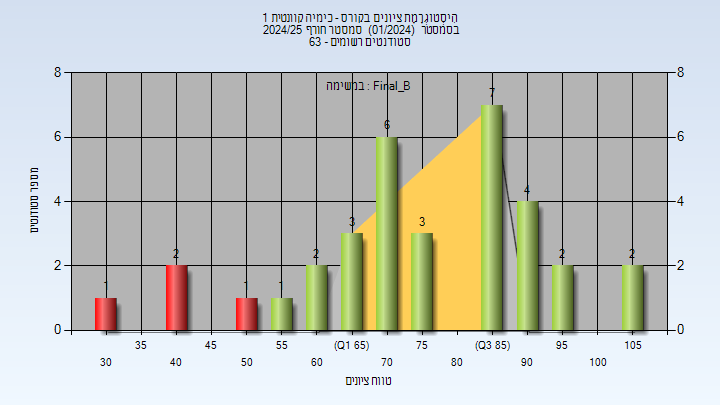 היסטוגרמת ציונים בקורס - כימיה קוונטית 1
בסמסטר (01/2024) סמסטר חורף 2024/25
סטודנטים רשומים - 63
במשימה : Final_B
8 8
7
6 6
6
4 4
4
3 3
2 2
2 2 2 2
1 1 1
0 0
מספר סטודנטים
35 45 55 (Q1 65) 75 (Q3 85) 95 105
30 40 50 60 70 80 90 100
טווח ציונים